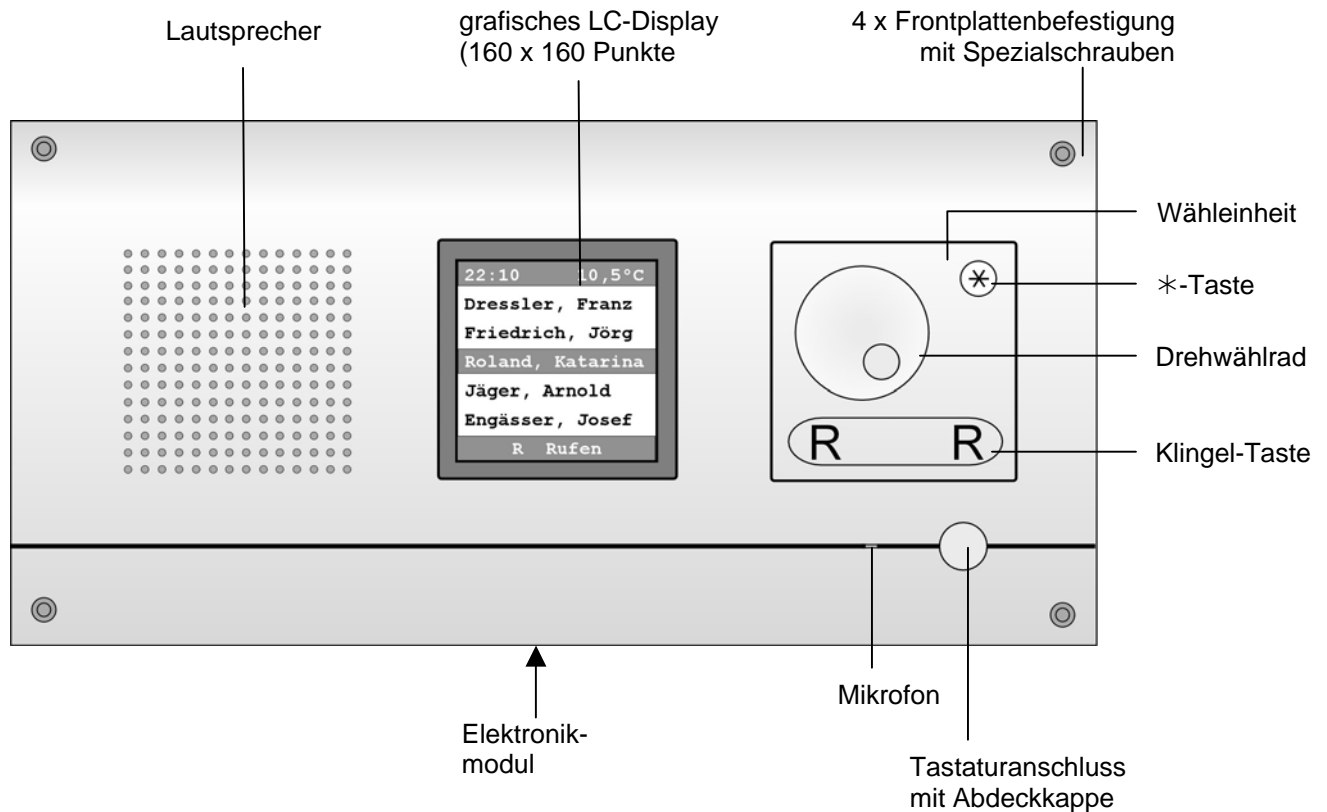 Lautsprecher
grafisches LC-Display
(160 x 160 Punkte
4 x Frontplattenbefestigung
mit Spezialschrauben
Wähleinheit
22:10 10,5°C
Dressler, Franz
Friedrich, Jörg
Roland, Katarina
Jäger, Arnold
Engässer, Josef
R Rufen
✳
✳-Taste
Drehwählrad
R R
Klingel-Taste
Mikrofon
Elektronik-
modul
Tastaturanschluss
mit Abdeckkappe